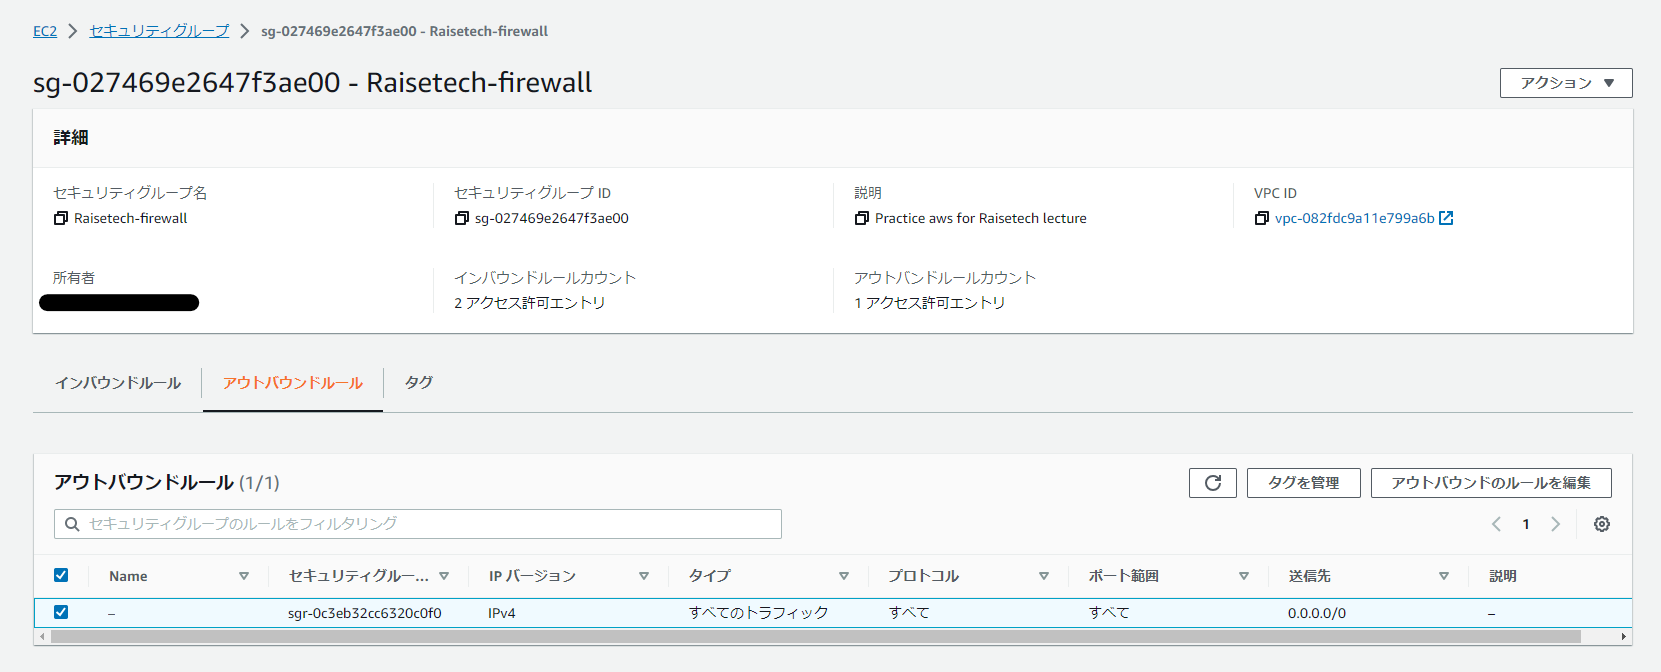 EC2 > セキュリティグループ > sg-027469e2647f3ae00 - Raisetech-firewall
sg-027469e2647f3ae00 - Raisetech-firewall
アクション ▼
詳細
セキュリティグループ名
Raisetech-firewall
セキュリティグループ ID
sg-027469e2647f3ae00
説明
Practice aws for Raisetech lecture
VPC ID
vpc-082fdc9a11e799a6b
所有者
インバウンドルールカウント
2 アクセス許可エントリ
アウトバンドルールカウント
1 アクセス許可エントリ
インバウンドルール アウトバウンドルール タグ
アウトバウンドルール (1/1)
タグを管理 アウトバウンドのルールを編集
セキュリティグループのルールをフィルタリング
< 1 >
Name セキュリティグルー... IP バージョン タイプ プロトコル ポート範囲 送信先 説明
– sgr-0c3eb32cc6320c0f0 IPv4 すべてのトラフィック すべて すべて 0.0.0.0/0 –